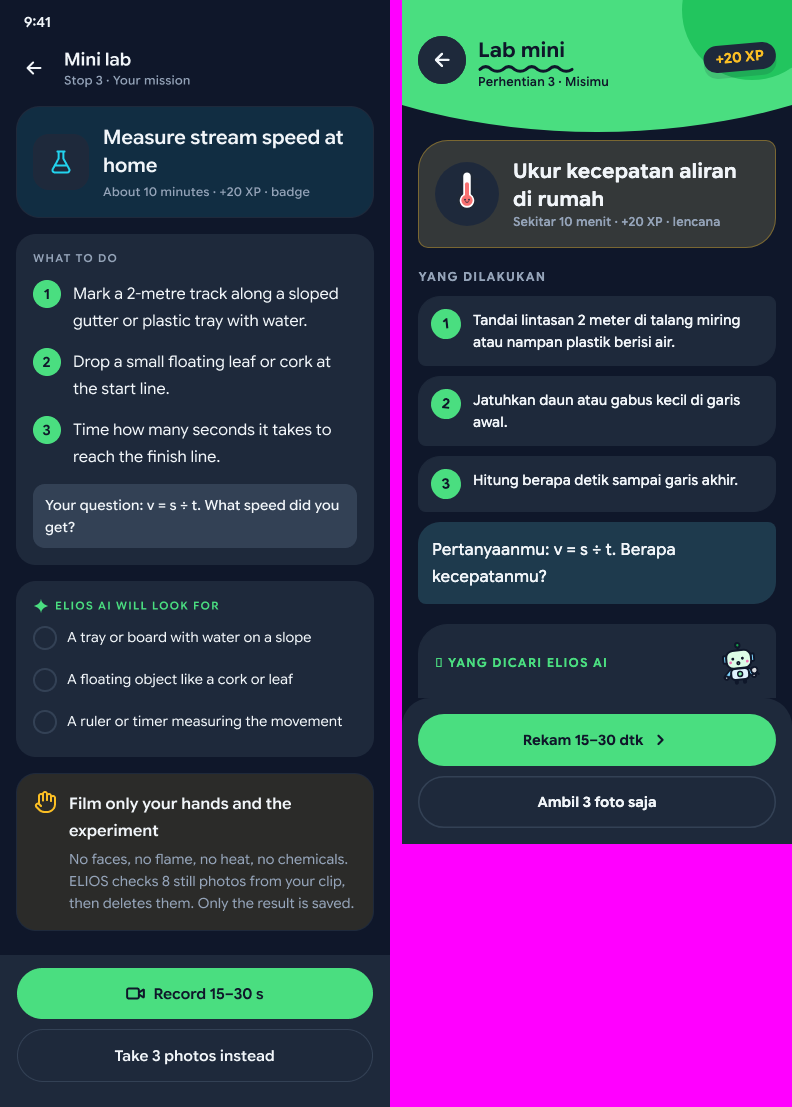 9:41
Mini lab
Stop 3 · Your mission
Measure stream speed at
home
About 10 minutes · +20 XP · badge
WHAT TO DO
1 Mark a 2-metre track along a sloped
gutter or plastic tray with water.
2 Drop a small floating leaf or cork at
the start line.
3 Time how many seconds it takes to
reach the finish line.
Your question: v = s ÷ t. What speed did you
get?
ELIOS AI WILL LOOK FOR
A tray or board with water on a slope
A floating object like a cork or leaf
A ruler or timer measuring the movement
Film only your hands and the
experiment
No faces, no flame, no heat, no chemicals.
ELIOS checks 8 still photos from your clip,
then deletes them. Only the result is saved.
Record 15–30 s
Take 3 photos instead
Lab mini
Perhentian 3 · Misimu
+20 XP
Ukur kecepatan aliran
di rumah
Sekitar 10 menit · +20 XP · lencana
YANG DILAKUKAN
1 Tandai lintasan 2 meter di talang miring
atau nampan plastik berisi air.
2 Jatuhkan daun atau gabus kecil di garis
awal.
3 Hitung berapa detik sampai garis akhir.
Pertanyaanmu: v = s ÷ t. Berapa
kecepatanmu?
YANG DICARI ELIOS AI
Rekam 15–30 dtk
Ambil 3 foto saja